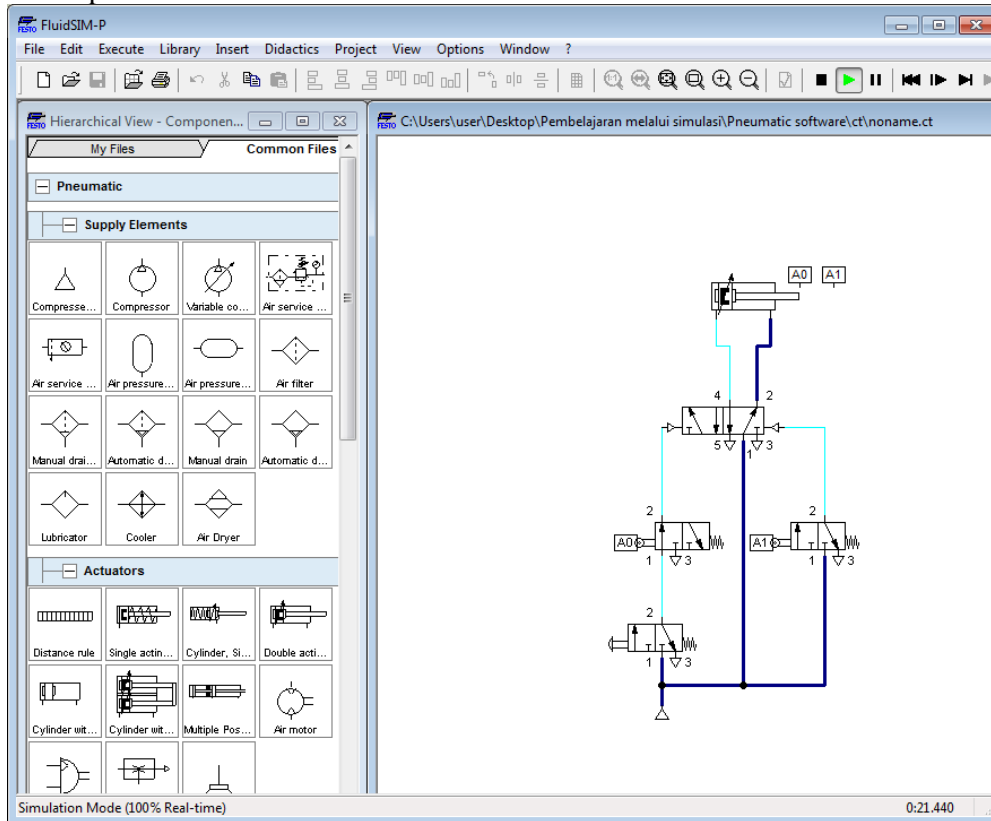 FluidSIM-P
File Edit Execute Library Insert Didactics Project View Options Window ?
Hierarchical View - Componen...
C:\Users\user\Desktop\Pembelajaran melalui simulasi\Pneumatic software\ct\noname.ct
My Files Common Files
Pneumatic
Supply Elements
Compresse... Compressor Variable co... Air service ...
Air service ... Air pressure... Air pressure... Air filter
Manual drai... Automatic d... Manual drain Automatic d...
Lubricator Cooler Air Dryer
Actuators
Distance rule Single actin... Cylinder, Si... Double acti...
Cylinder wit... Cylinder wit... Multiple Pos... Air motor
A0 A1
4 2
5 1 3
2 2
A0 A1
1 3 1 3
2
1 3
Simulation Mode (100% Real-time) 0:21.440